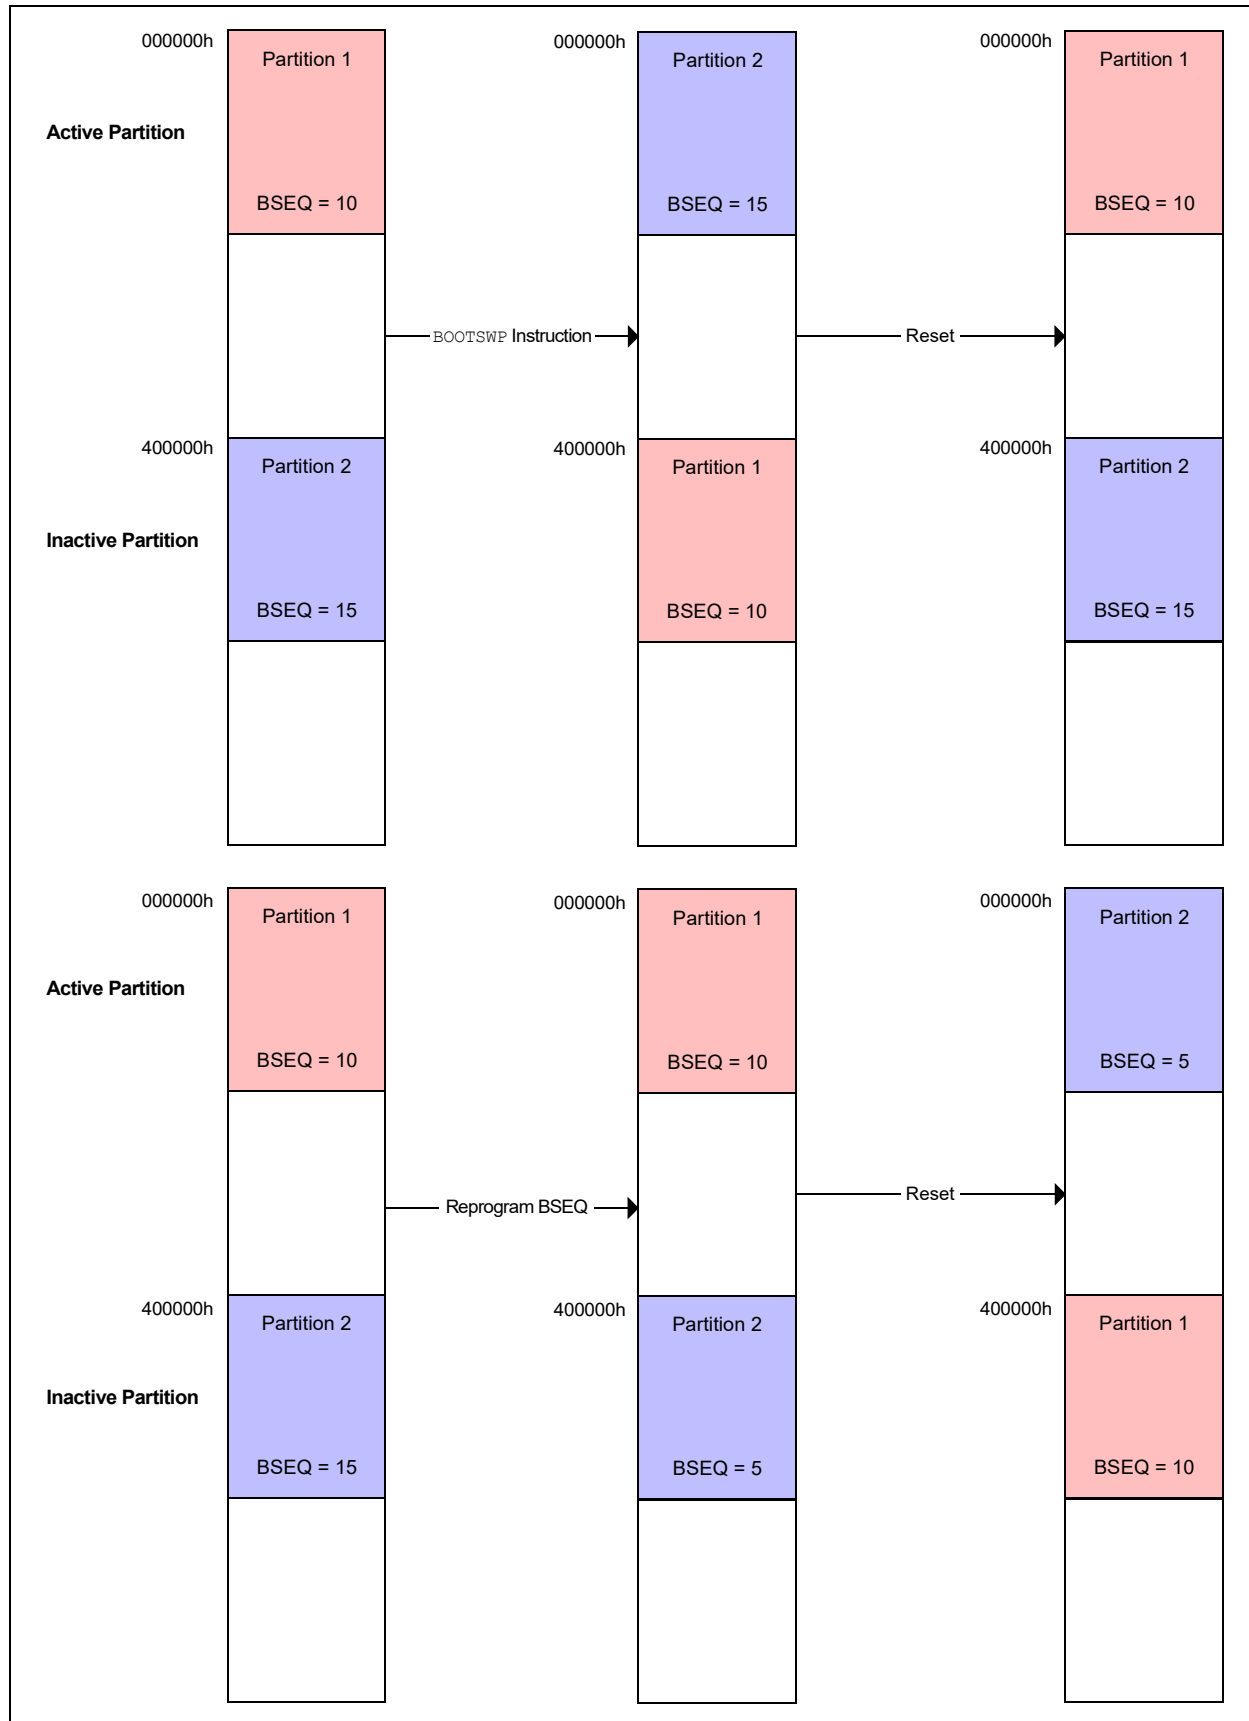 000000h
Partition 1
000000h
Partition 2
000000h
Partition 1
Active Partition
BSEQ = 10
BSEQ = 15
BSEQ = 10
BOOTSWP Instruction
Reset
400000h
Partition 2
400000h
Partition 1
400000h
Partition 2
Inactive Partition
BSEQ = 15
BSEQ = 10
BSEQ = 15
000000h
Partition 1
000000h
Partition 1
000000h
Partition 2
Active Partition
BSEQ = 10
BSEQ = 10
BSEQ = 5
Reprogram BSEQ
Reset
400000h
Partition 2
400000h
Partition 2
400000h
Partition 1
Inactive Partition
BSEQ = 15
BSEQ = 5
BSEQ = 10